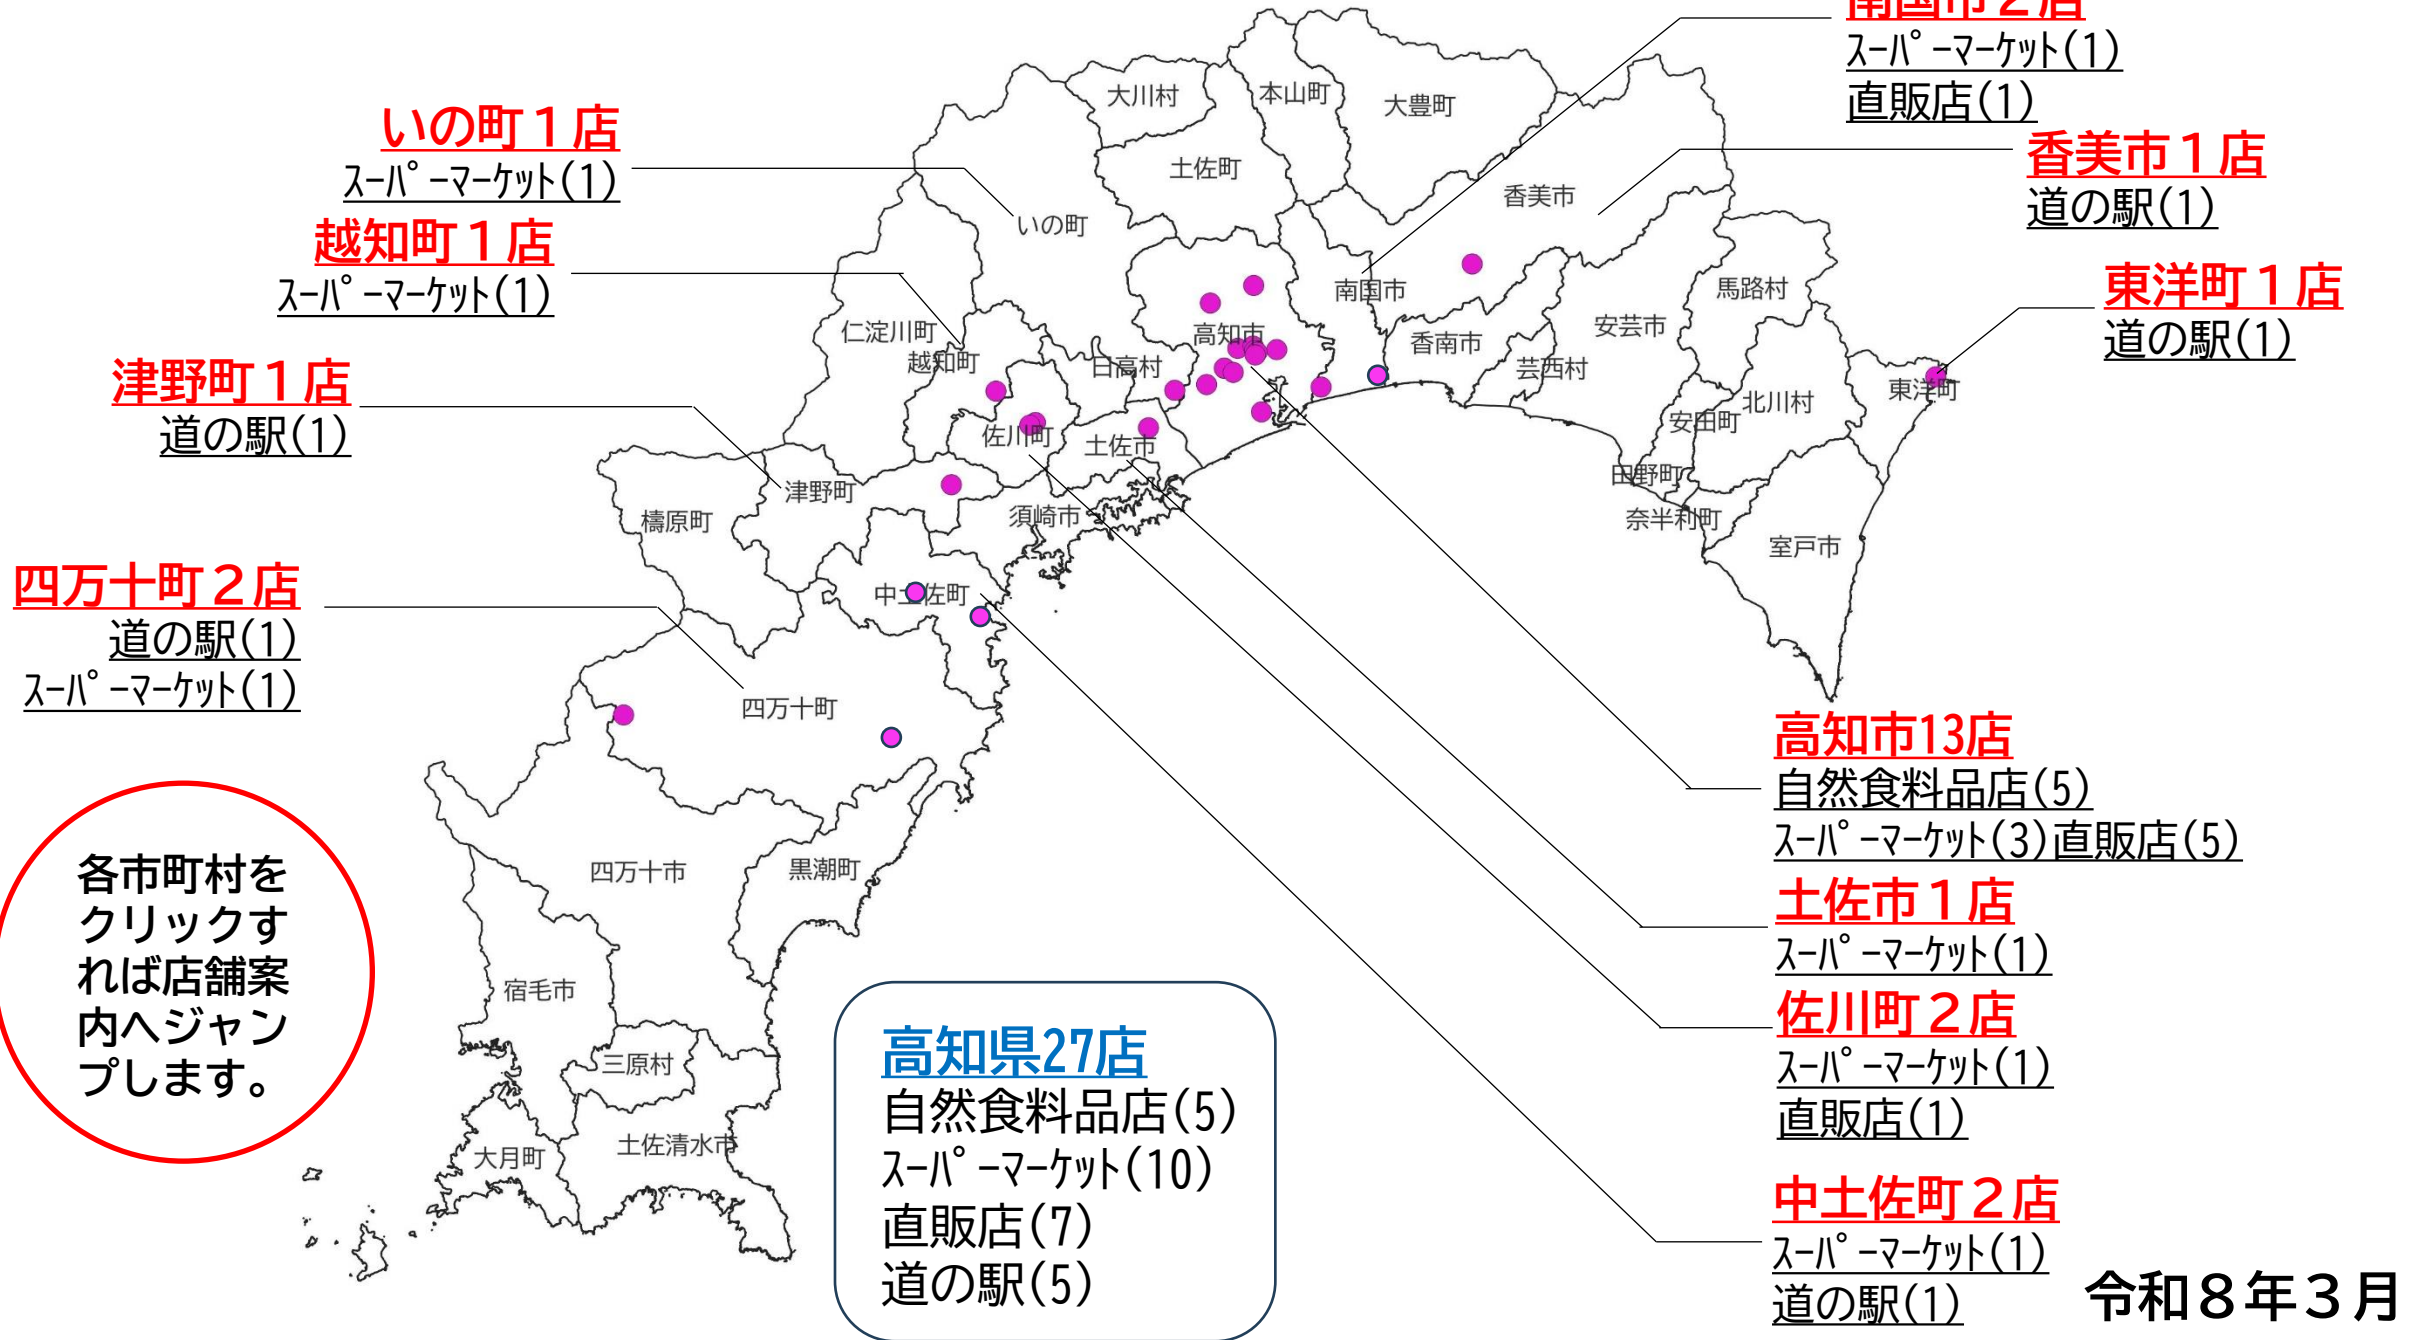 南国市２店
ｽｰﾊﾟｰﾏｰｹｯﾄ(1)
直販店(1)
いの町１店
ｽｰﾊﾟｰﾏｰｹｯﾄ(1)
香美市１店
道の駅(1)
越知町１店
ｽｰﾊﾟｰﾏｰｹｯﾄ(1)
東洋町１店
道の駅(1)
津野町１店
道の駅(1)
四万十町２店
道の駅(1)
ｽｰﾊﾟｰﾏｰｹｯﾄ(1)
大川村
本山町
大豊町
土佐町
香美市
いの町
南国市
馬路村
仁淀川町
高知市
安芸市
香南市
越知町
日高村
芸西村
東洋町
北川村
安田町
佐川町
土佐市
田野町
津野町
須崎市
檮原町
奈半利町
室戸市
中土佐町
四万十町
四万十市
黒潮町
宿毛市
三原村
大月町
土佐清水市
高知市13店
自然食料品店(5)
ｽｰﾊﾟｰﾏｰｹｯﾄ(3)直販店(5)
土佐市１店
ｽｰﾊﾟｰﾏｰｹｯﾄ(1)
佐川町２店
ｽｰﾊﾟｰﾏｰｹｯﾄ(1)
直販店(1)
中土佐町２店
ｽｰﾊﾟｰﾏｰｹｯﾄ(1)
道の駅(1)
各市町村を
クリックす
れば店舗案
内へジャン
プします。
高知県27店
自然食料品店(5)
ｽｰﾊﾟｰﾏｰｹｯﾄ(10)
直販店(7)
道の駅(5)
令和８年３月